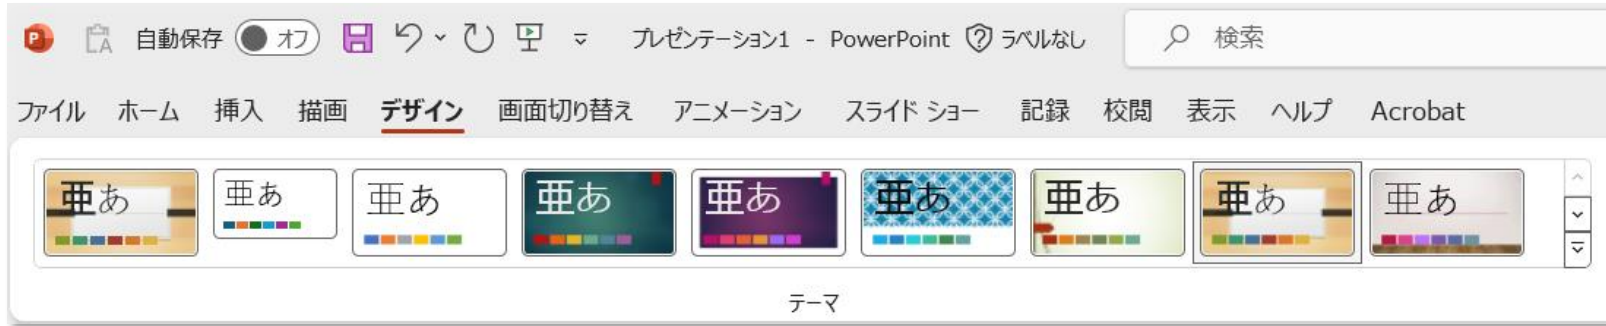 自動保存 オフ プレゼンテーション1 - PowerPoint ラベルなし 検索
ファイル ホーム 挿入 描画 デザイン 画面切り替え アニメーション スライド ショー 記録 校閲 表示 ヘルプ Acrobat
亜あ 亜あ 亜あ 亜あ 亜あ 亜あ 亜あ 亜あ 亜あ
テーマ